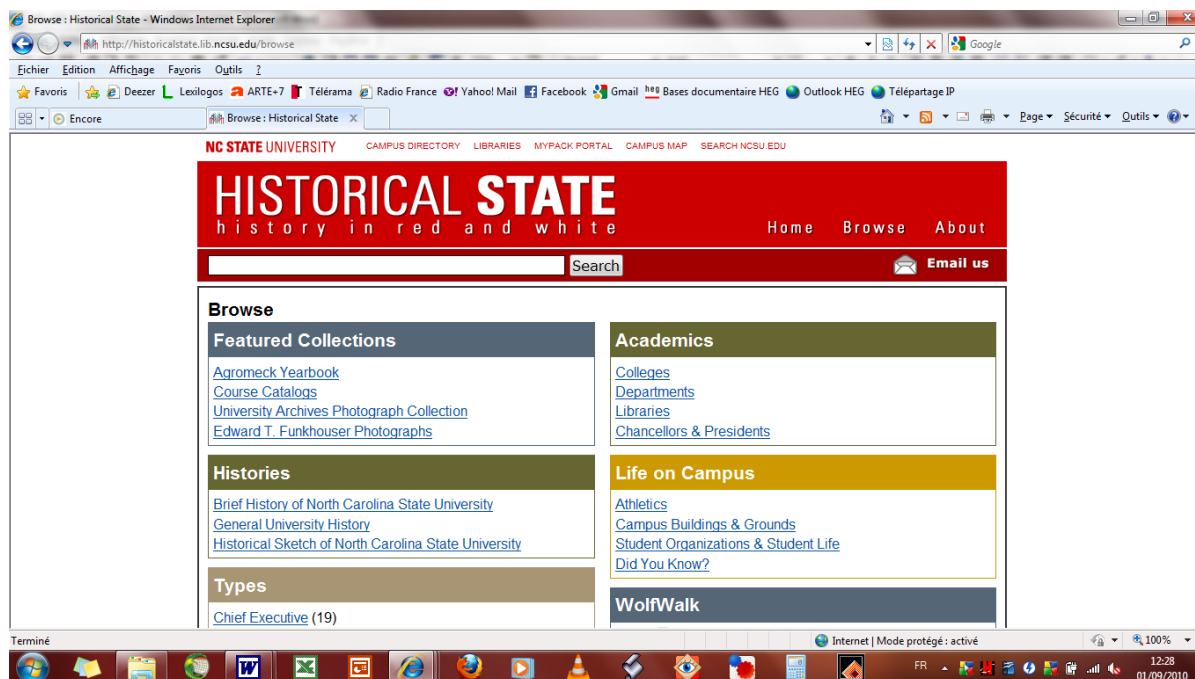 Browse : Historical State - Windows Internet Explorer
http://historicalstate.lib.ncsu.edu/browse
Google
Fichier Edition Affichage Favoris Outils ?
Favoris Deezer Lexilogos ARTE+7 Télérama Radio France Yahoo! Mail Facebook Gmail Bases documentaire HEG Outlook HEG Télépartage IP
Encore Browse : Historical State X Page Sécurité Outils
NC STATE UNIVERSITY CAMPUS DIRECTORY LIBRARIES MYPACK PORTAL CAMPUS MAP SEARCH NCSU.EDU
HISTORICAL STATE
history in red and white
Home Browse About
Search Email us
Browse
Featured Collections
Agromeck Yearbook
Course Catalogs
University Archives Photograph Collection
Edward T. Funkhouser Photographs
Academics
Colleges
Departments
Libraries
Chancellors & Presidents
Histories
Brief History of North Carolina State University
General University History
Historical Sketch of North Carolina State University
Life on Campus
Athletics
Campus Buildings & Grounds
Student Organizations & Student Life
Did You Know?
Types
Chief Executive (19)
WolfWalk
Terminé Internet | Mode protégé : activé 100%
FR 12:28
01/09/2010